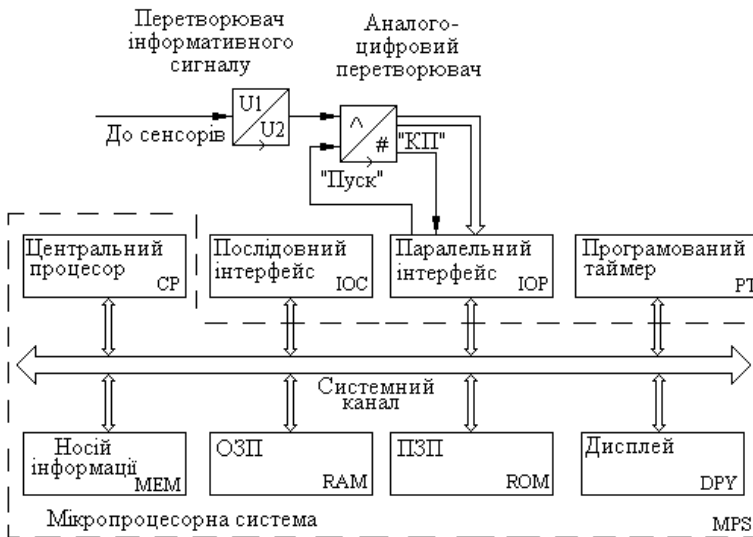 Перетворювач
інформативного
сигналу
Аналого-
цифровий
перетворювач
U1
U2
^
#
До сенсорів
"Пуск"
"КП"
Центральний
процесор
CP
Послідовний
інтерфейс
IOC
Паралельний
інтерфейс
IOP
Програмований
таймер
PT
Системний
канал
Носій
інформації
MEM
ОЗП
RAM
ПЗП
ROM
Дисплей
DPY
Мікропроцесорна система
MPS